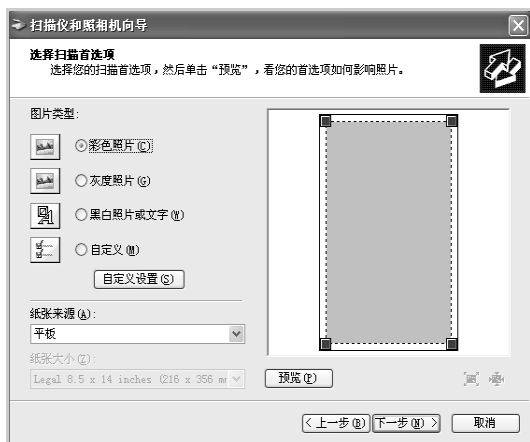 扫描仪和照相机向导
选择扫描首选项
选择您的扫描首选项，然后单击“预览”，看您的首选项如何影响照片。
图片类型:
彩色照片(C)
灰度照片(G)
黑白照片或文字(W)
自定义(M)
自定义设置(S)
纸张来源(A):
平板
纸张大小(Z):
Legal 8.5 x 14 inches (216 x 356 m
预览(P)
< 上一步(B) 下一步(N) > 取消